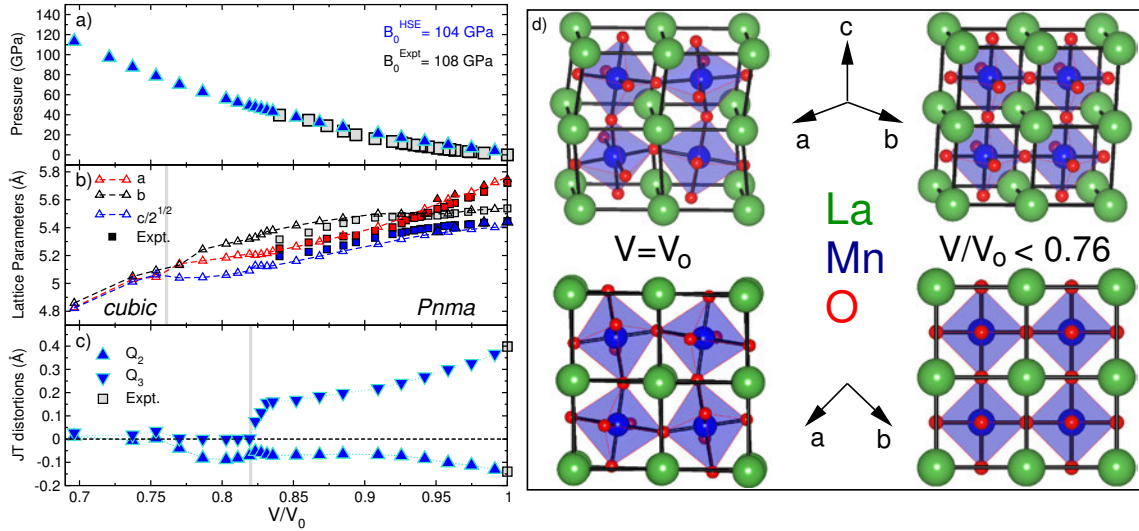 a)
B₀ᴴˢᴱ = 104 GPa
B₀ᴱˣᵖᵗ = 108 GPa
Pressure (GPa)
140
120
100
80
60
40
20
0
b)
a
b
c/2^1/2
Expt.
Lattice Parameters (Å)
5.8
5.6
5.4
5.2
5
4.8
cubic
Pnma
c)
Q₂
Q₃
Expt.
JT distortions (Å)
0.4
0.3
0.2
0.1
0
-0.1
-0.2
0.7 0.75 0.8 0.85 0.9 0.95 1
V/V₀
d)
c
a b
La
V=Vₒ
Mn
V/Vₒ < 0.76
O
a b